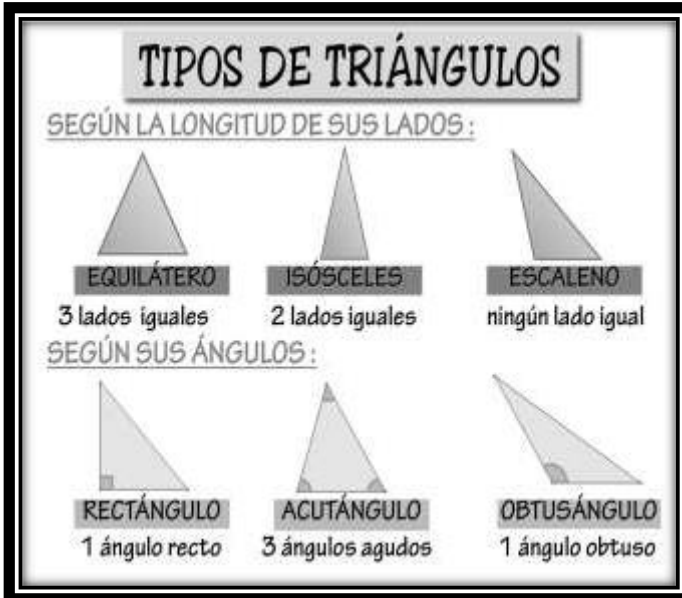 TIPOS DE TRIÁNGULOS
SEGÚN LA LONGITUD DE SUS LADOS :
EQUILÁTERO
3 lados iguales
ISÓSCELES
2 lados iguales
ESCALENO
ningún lado igual
SEGÚN SUS ÁNGULOS :
RECTÁNGULO
1 ángulo recto
ACUTÁNGULO
3 ángulos agudos
OBTUSÁNGULO
1 ángulo obtuso